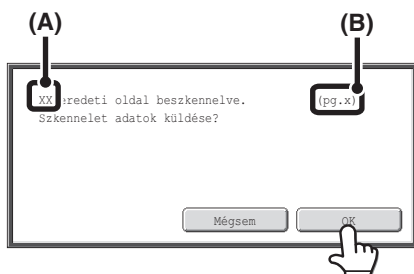 (A) (B)
XX eredeti oldal beszkennelve. (pg.x)
Szkennelet adatok küldése?
Mégsem OK